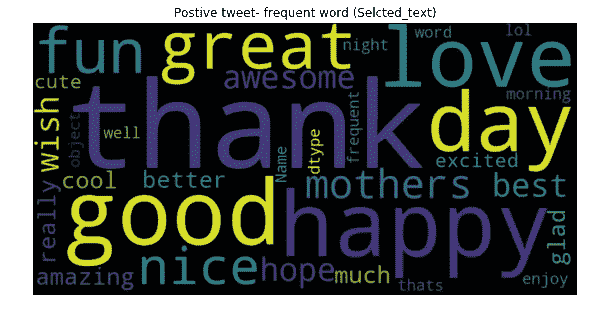 Postive tweet- frequent word (Selcted_text)
fun
great
night
word
lol
love
cute
awesome
morning
wish
object
well
thank
Name
dtype
frequent
day
excited
really
cool
better
mothers
best
good
happy
glad
amazing
nice
hope
much
thats
enjoy